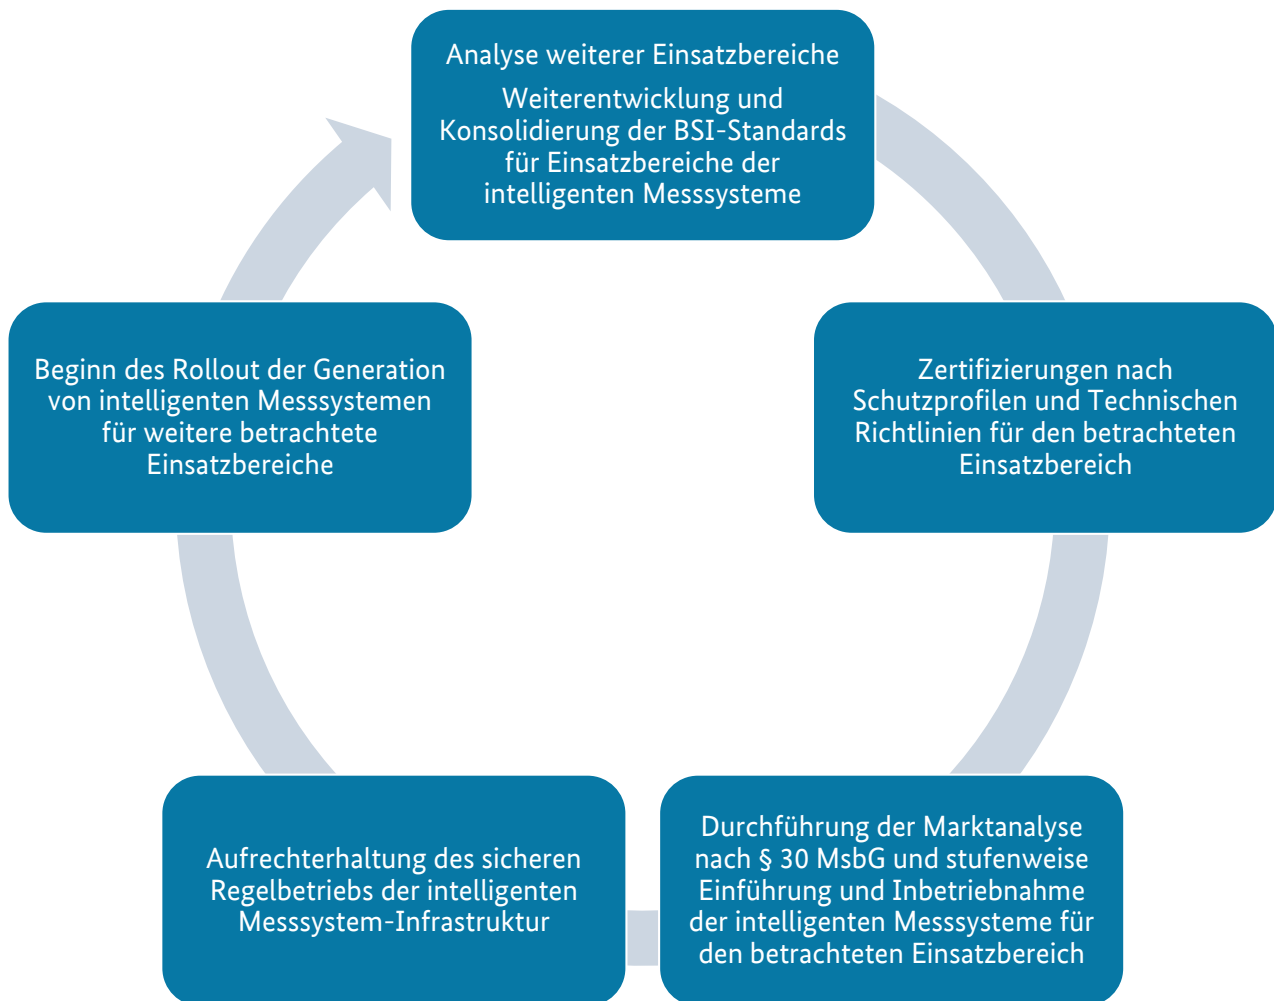 Analyse weiterer Einsatzbereiche
Weiterentwicklung und
Konsolidierung der BSI-Standards
für Einsatzbereiche der
intelligenten Messsysteme
Zertifizierungen nach
Schutzprofilen und Technischen
Richtlinien für den betrachteten
Einsatzbereich
Durchführung der Marktanalyse
nach § 30 MsbG und stufenweise
Einführung und Inbetriebnahme
der intelligenten Messsysteme für
den betrachteten Einsatzbereich
Aufrechterhaltung des sicheren
Regelbetriebs der intelligenten
Messsystem-Infrastruktur
Beginn des Rollout der Generation
von intelligenten Messsystemen
für weitere betrachtete
Einsatzbereiche